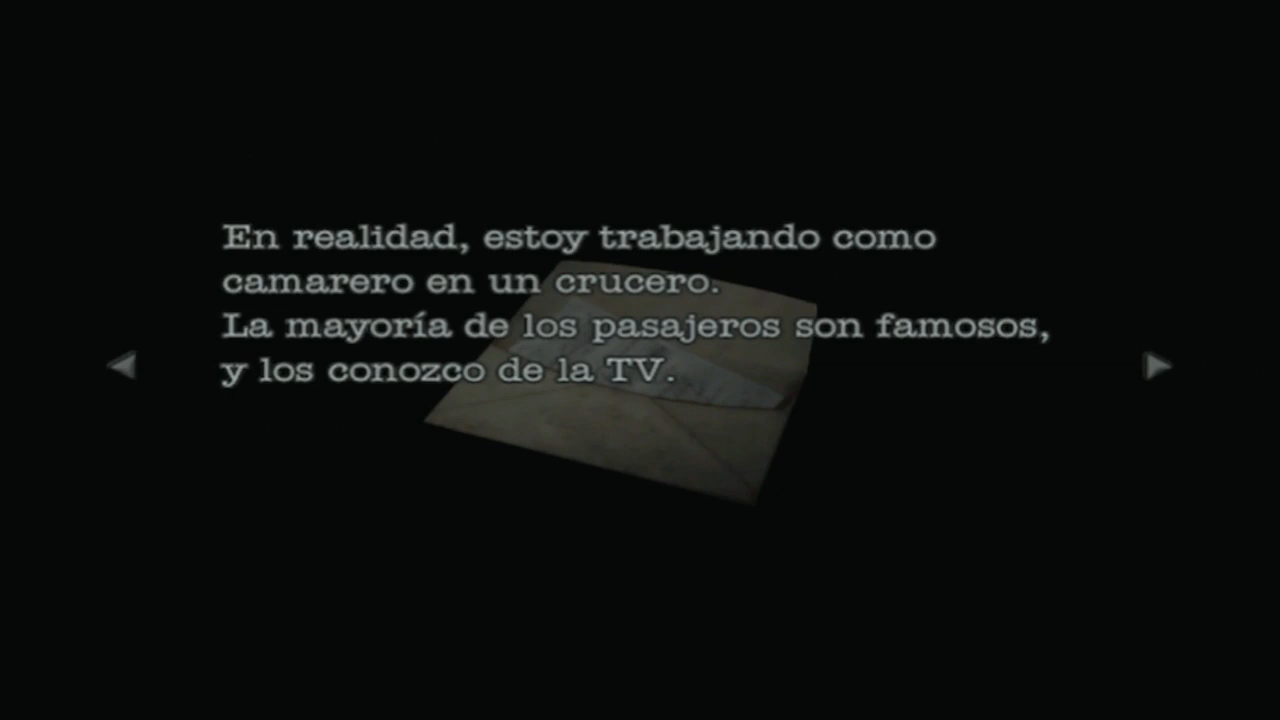 En realidad, estoy trabajando como
camarero en un crucero.
La mayoría de los pasajeros son famosos,
y los conozco de la TV.